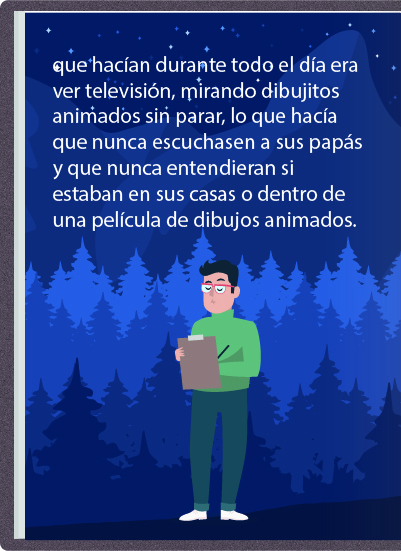 que hacían durante todo el día era
ver televisión, mirando dibujitos
animados sin parar, lo que hacía
que nunca escuchasen a sus papás
y que nunca entendieran si
estaban en sus casas o dentro de
una película de dibujos animados.